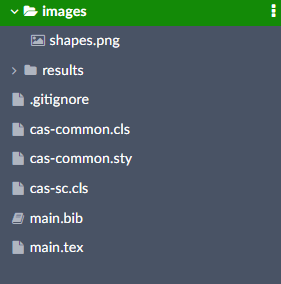 images
shapes.png
results
.gitignore
cas-common.cls
cas-common.sty
cas-sc.cls
main.bib
main.tex